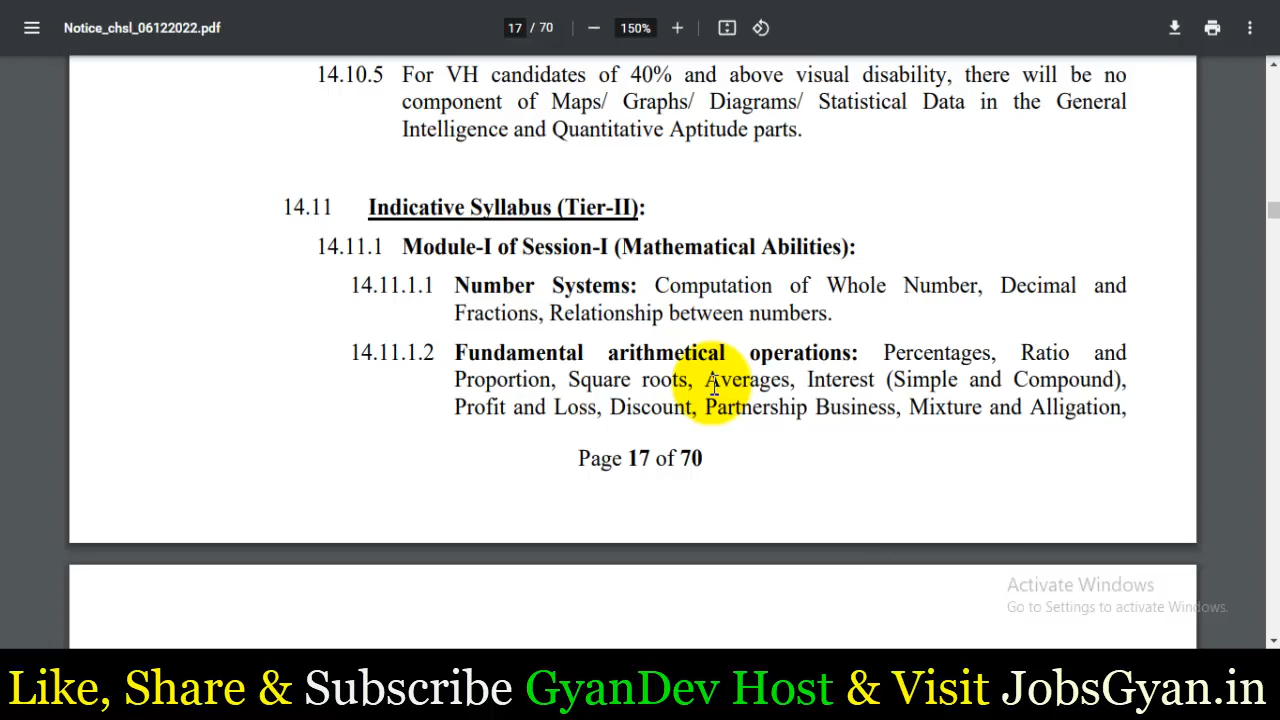 Notice_chsl_06122022.pdf
17 / 70
150%
14.10.5 For VH candidates of 40% and above visual disability, there will be no
component of Maps/ Graphs/ Diagrams/ Statistical Data in the General
Intelligence and Quantitative Aptitude parts.
14.11 Indicative Syllabus (Tier-II):
14.11.1 Module-I of Session-I (Mathematical Abilities):
14.11.1.1 Number Systems: Computation of Whole Number, Decimal and
Fractions, Relationship between numbers.
14.11.1.2 Fundamental arithmetical operations: Percentages, Ratio and
Proportion, Square roots, Averages, Interest (Simple and Compound),
Profit and Loss, Discount, Partnership Business, Mixture and Alligation,
Page 17 of 70
Activate Windows
Go to Settings to activate Windows.
Like, Share & Subscribe GyanDev Host & Visit JobsGyan.in